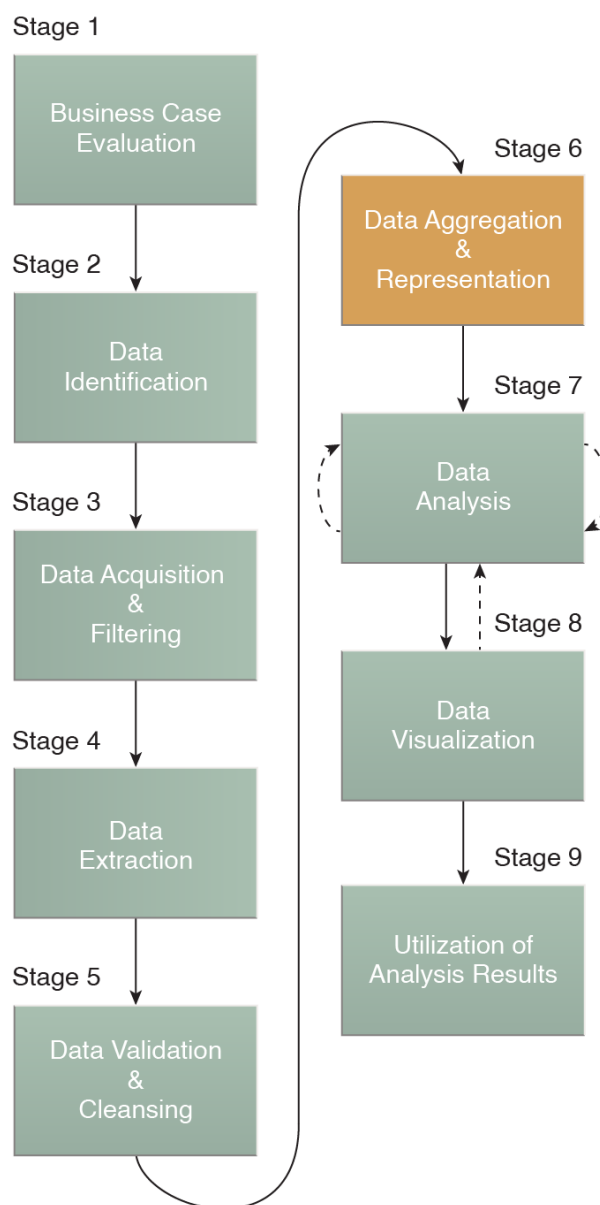 Stage 1
Business Case
Evaluation
Stage 2
Data
Identification
Stage 3
Data Acquisition
&
Filtering
Stage 4
Data
Extraction
Stage 5
Data Validation
&
Cleansing
Stage 6
Data Aggregation
&
Representation
Stage 7
Data
Analysis
Stage 8
Data
Visualization
Stage 9
Utilization of
Analysis Results